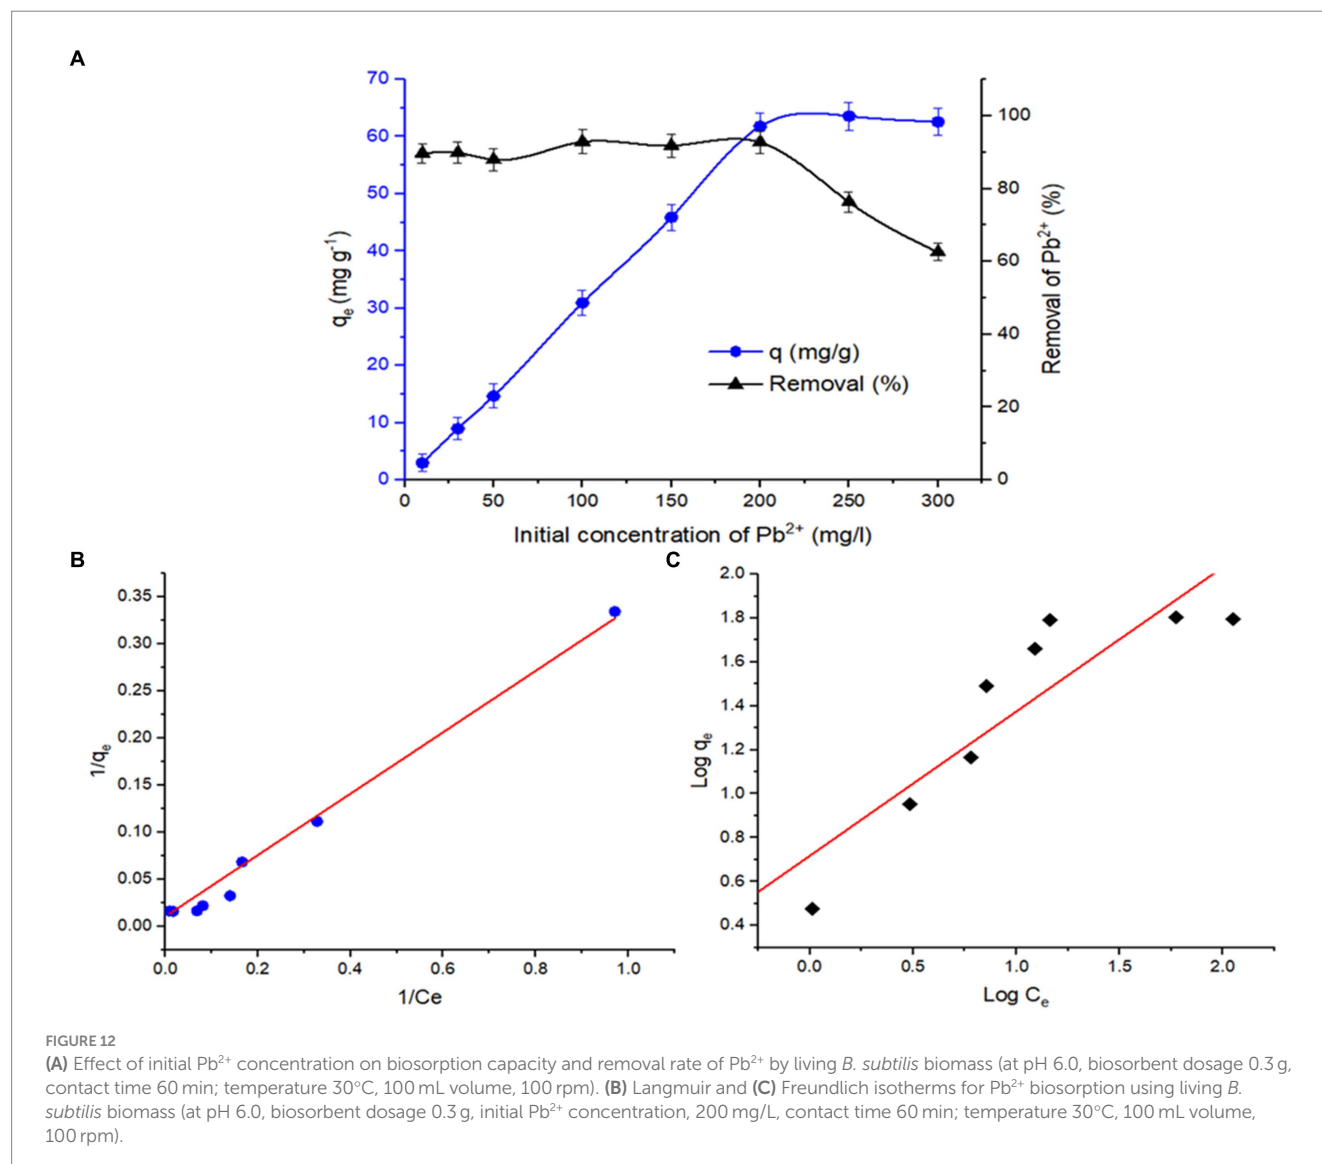 A
70
60
50
40
30
20
10
0
qₑ (mg g⁻¹)
100
80
60
40
20
0
Removal of Pb²⁺ (%)
q (mg/g)
Removal (%)
0 50 100 150 200 250 300
Initial concentration of Pb²⁺ (mg/l)
B
0.35
0.30
0.25
0.20
0.15
0.10
0.05
0.00
1/qₑ
0.0 0.2 0.4 0.6 0.8 1.0
1/Ce
C
2.0
1.8
1.6
1.4
1.2
1.0
0.8
0.6
0.4
Log qₑ
0.0 0.5 1.0 1.5 2.0
Log Cₑ
FIGURE 12
(A) Effect of initial Pb²⁺ concentration on biosorption capacity and removal rate of Pb²⁺ by living B. subtilis biomass (at pH 6.0, biosorbent dosage 0.3 g,
contact time 60 min; temperature 30°C, 100 mL volume, 100 rpm). (B) Langmuir and (C) Freundlich isotherms for Pb²⁺ biosorption using living B.
subtilis biomass (at pH 6.0, biosorbent dosage 0.3 g, initial Pb²⁺ concentration, 200 mg/L, contact time 60 min; temperature 30°C, 100 mL volume,
100 rpm).